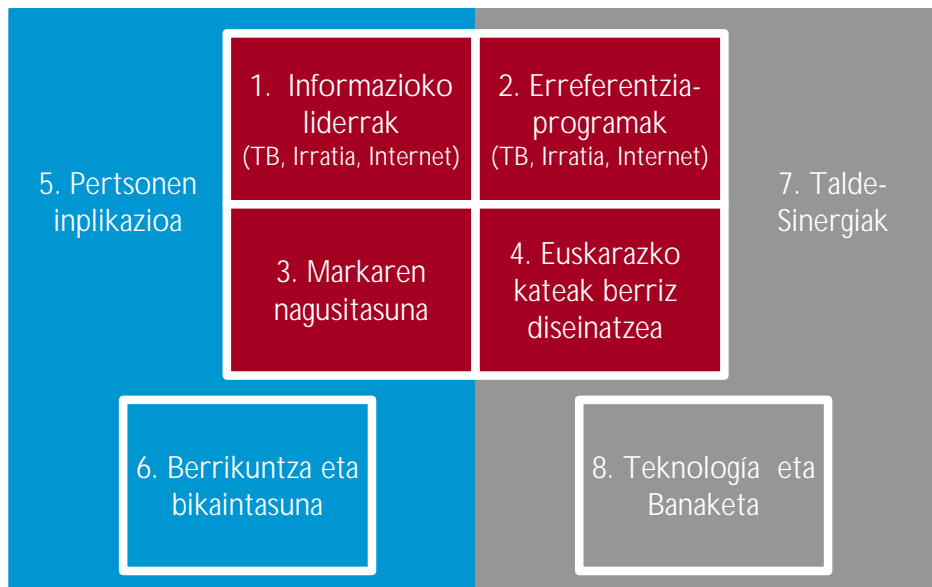 1. Informazioko
liderrak
(TB, Irratia, Internet)
2. Erreferentzia-
programak
(TB, Irratia, Internet)
5. Pertsonen
inplikazioa
7. Talde-
Sinergiak
3. Markaren
nagusitasuna
4. Euskarazko
kateak berriz
diseinatzea
6. Berrikuntza eta
bikaintasuna
8. Teknología eta
Banaketa